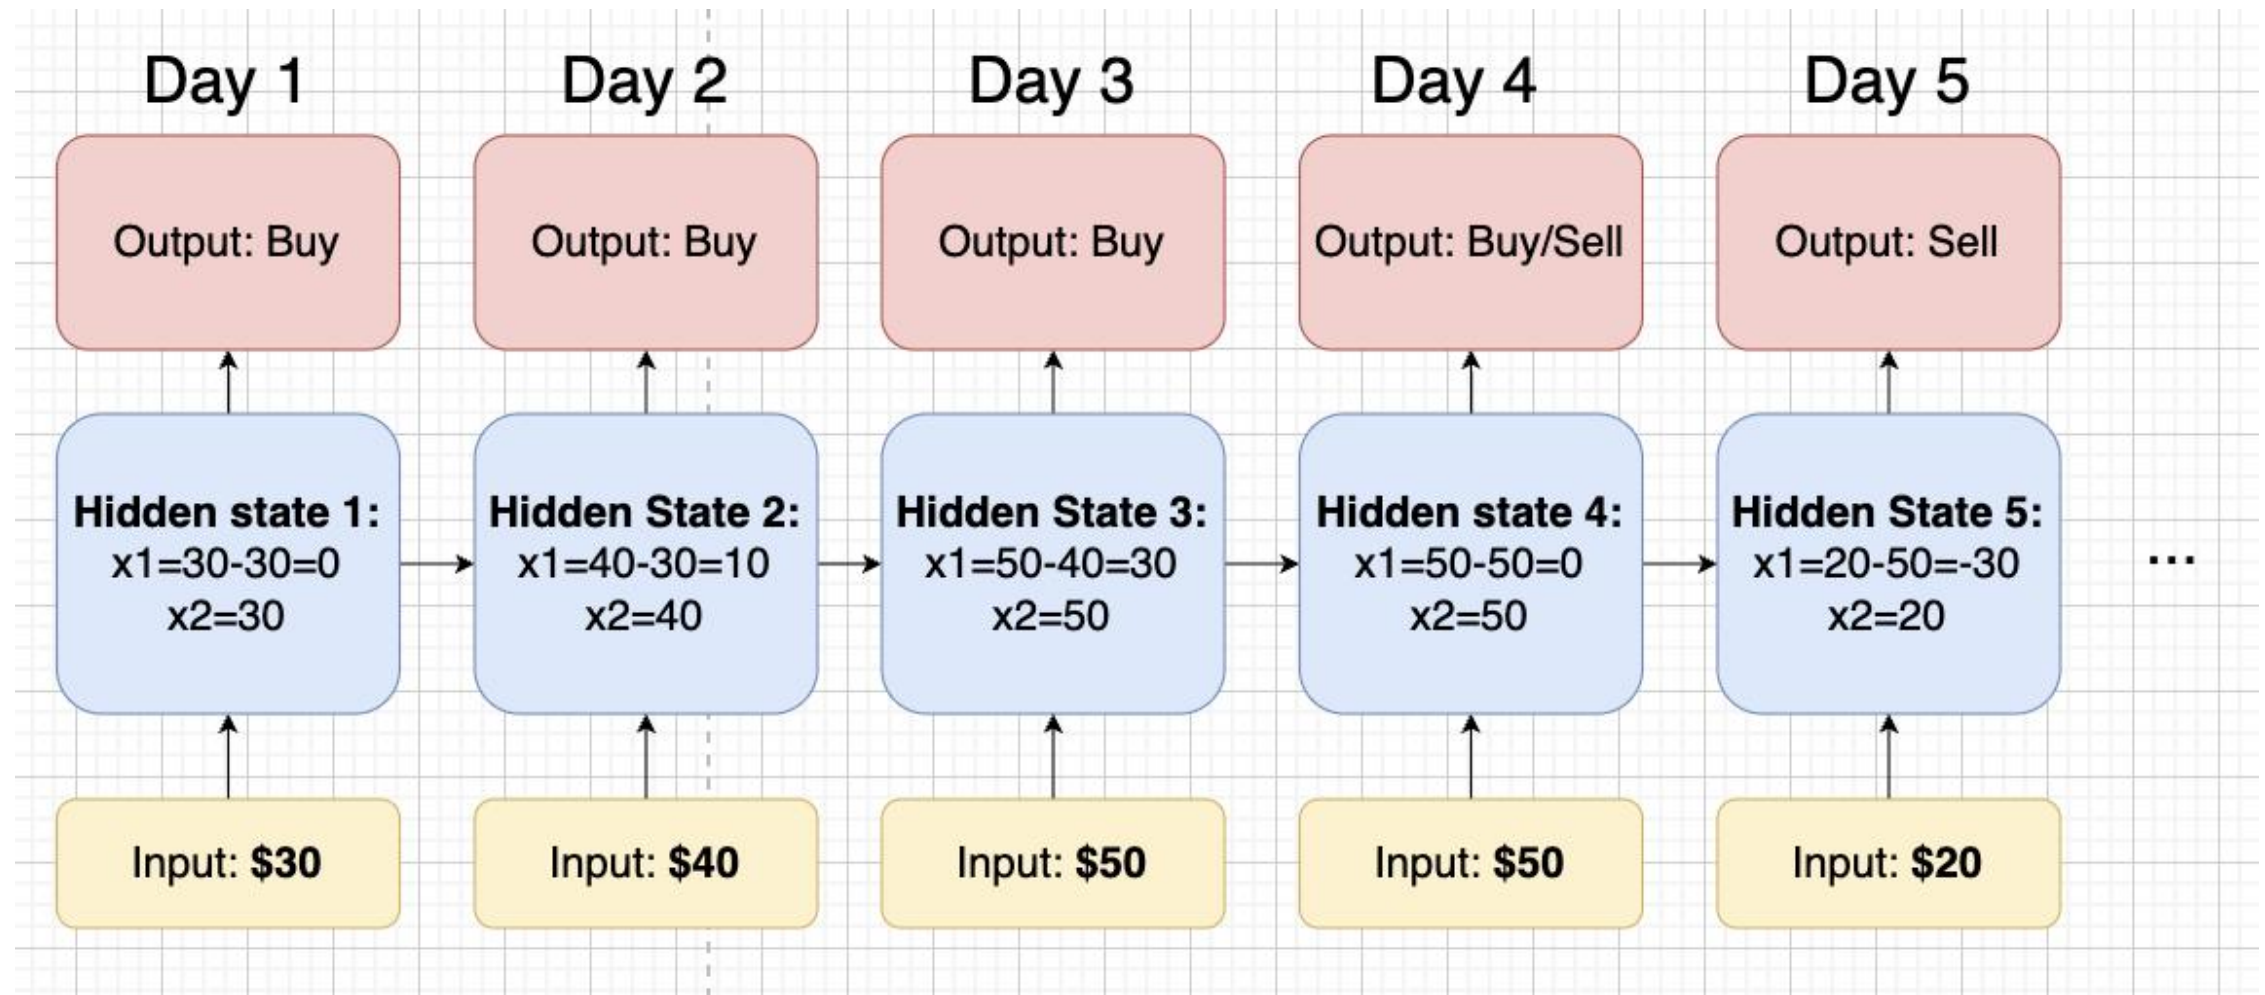 Day 1
Day 2
Day 3
Day 4
Day 5
Output: Buy
Output: Buy
Output: Buy
Output: Buy/Sell
Output: Sell
Hidden state 1:
x1=30-30=0
x2=30
Hidden State 2:
x1=40-30=10
x2=40
Hidden State 3:
x1=50-40=30
x2=50
Hidden state 4:
x1=50-50=0
x2=50
Hidden State 5:
x1=20-50=-30
x2=20
...
Input: $30
Input: $40
Input: $50
Input: $50
Input: $20